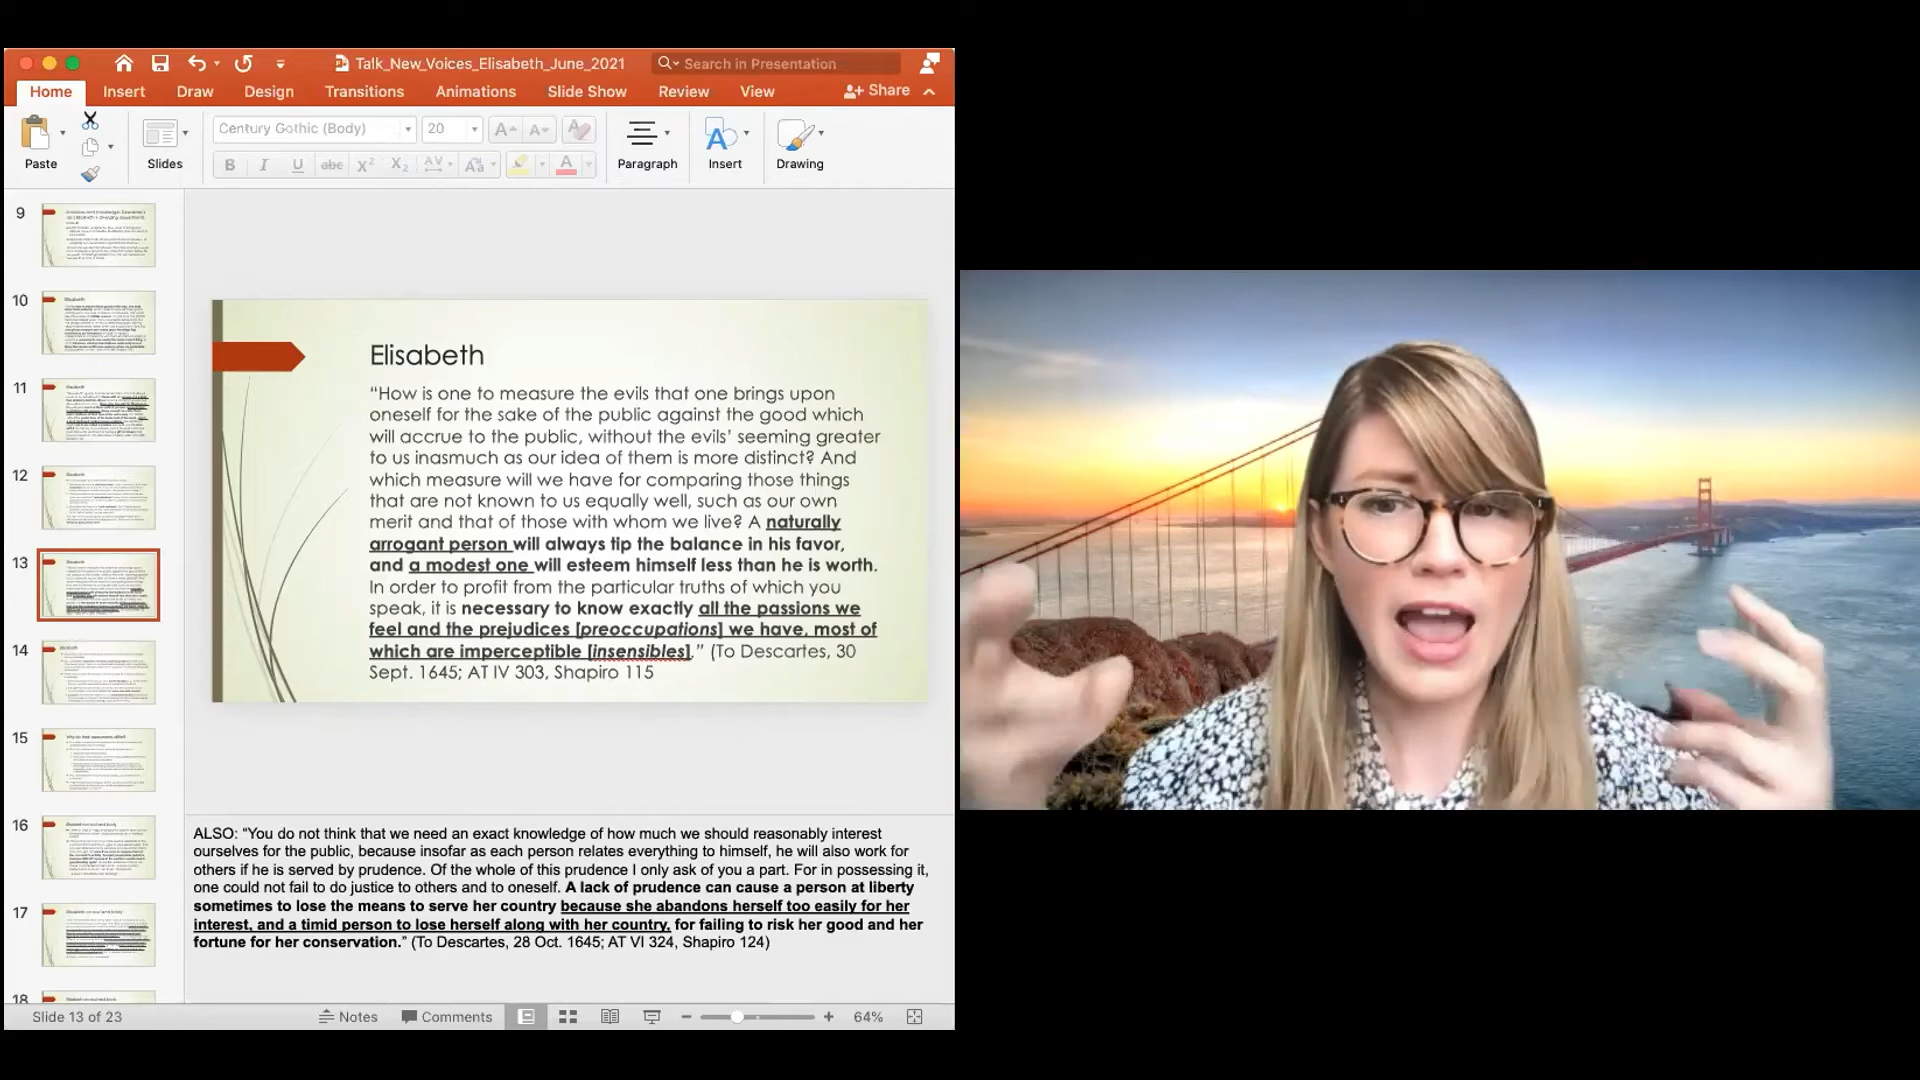 Talk_New_Voices_Elisabeth_June_2021
Search in Presentation
Home Insert Draw Design Transitions Animations Slide Show Review View Share
Century Gothic (Body) 20
Paste Slides Paragraph Insert Drawing
9
10
11
12
13
14
15
16
17
18
Elisabeth
“How is one to measure the evils that one brings upon
oneself for the sake of the public against the good which
will accrue to the public, without the evils’ seeming greater
to us inasmuch as our idea of them is more distinct? And
which measure will we have for comparing those things
that are not known to us equally well, such as our own
merit and that of those with whom we live? A naturally
arrogant person will always tip the balance in his favor,
and a modest one will esteem himself less than he is worth.
In order to profit from the particular truths of which you
speak, it is necessary to know exactly all the passions we
feel and the prejudices [preoccupations] we have, most of
which are imperceptible [insensibles].” (To Descartes, 30
Sept. 1645; AT IV 303, Shapiro 115
ALSO: “You do not think that we need an exact knowledge of how much we should reasonably interest
ourselves for the public, because insofar as each person relates everything to himself, he will also work for
others if he is served by prudence. Of the whole of this prudence I only ask of you a part. For in possessing it,
one could not fail to do justice to others and to oneself. A lack of prudence can cause a person at liberty
sometimes to lose the means to serve her country because she abandons herself too easily for her
interest, and a timid person to lose herself along with her country, for failing to risk her good and her
fortune for her conservation.” (To Descartes, 28 Oct. 1645; AT VI 324, Shapiro 124)
Slide 13 of 23 Notes Comments 64%